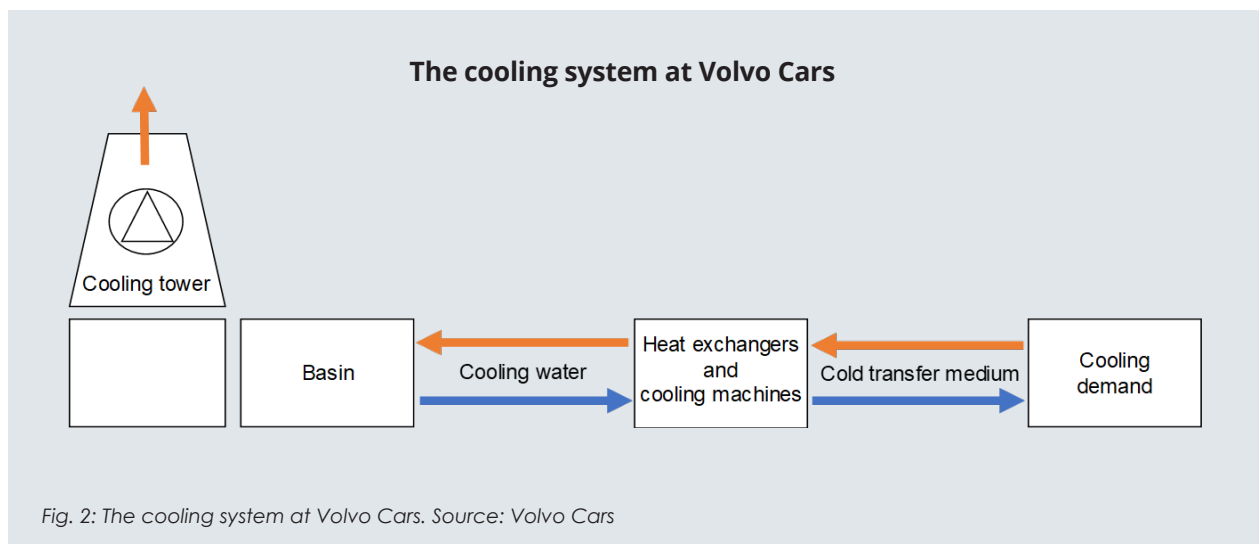 The cooling system at Volvo Cars
Cooling tower
Basin
Cooling water
Heat exchangers
and
cooling machines
Cold transfer medium
Cooling
demand
Fig. 2: The cooling system at Volvo Cars. Source: Volvo Cars